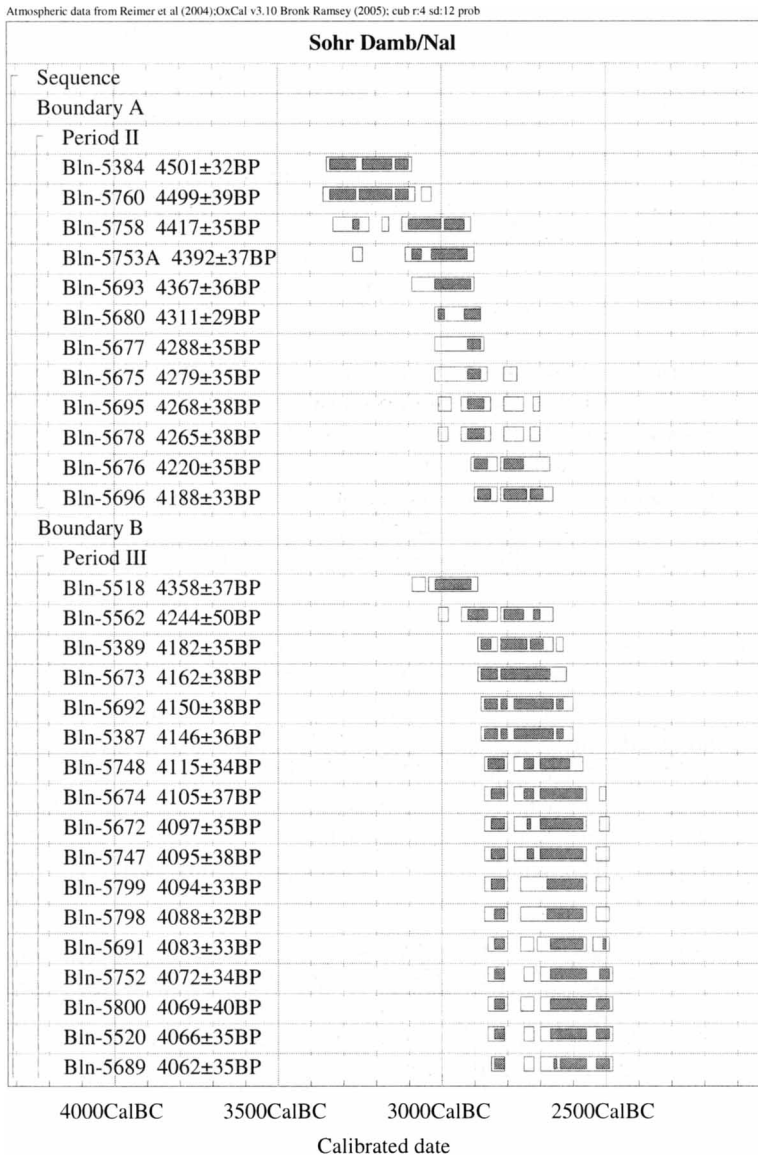 Atmospheric data from Reimer et al (2004);OxCal v3.10 Bronk Ramsey (2005); cub r:4 sd:12 prob
Sohr Damb/Nal
Sequence
Boundary A
Period II
Bln-5384 4501±32BP
Bln-5760 4499±39BP
Bln-5758 4417±35BP
Bln-5753A 4392±37BP
Bln-5693 4367±36BP
Bln-5680 4311±29BP
Bln-5677 4288±35BP
Bln-5675 4279±35BP
Bln-5695 4268±38BP
Bln-5678 4265±38BP
Bln-5676 4220±35BP
Bln-5696 4188±33BP
Boundary B
Period III
Bln-5518 4358±37BP
Bln-5562 4244±50BP
Bln-5389 4182±35BP
Bln-5673 4162±38BP
Bln-5692 4150±38BP
Bln-5387 4146±36BP
Bln-5748 4115±34BP
Bln-5674 4105±37BP
Bln-5672 4097±35BP
Bln-5747 4095±38BP
Bln-5799 4094±33BP
Bln-5798 4088±32BP
Bln-5691 4083±33BP
Bln-5752 4072±34BP
Bln-5800 4069±40BP
Bln-5520 4066±35BP
Bln-5689 4062±35BP
4000CalBC 3500CalBC 3000CalBC 2500CalBC
Calibrated date